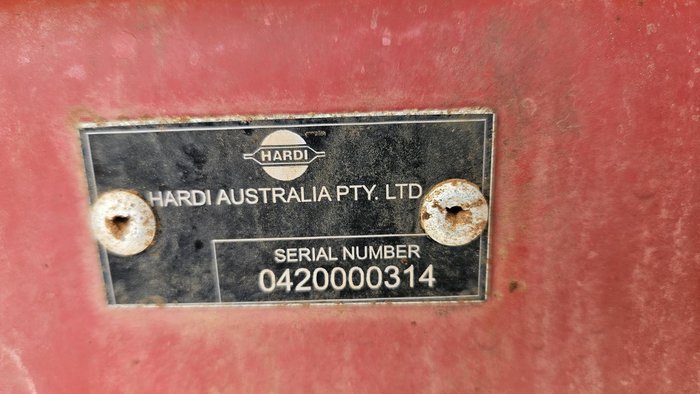 HARDI
HARDI AUSTRALIA PTY. LTD
SERIAL NUMBER
0420000314